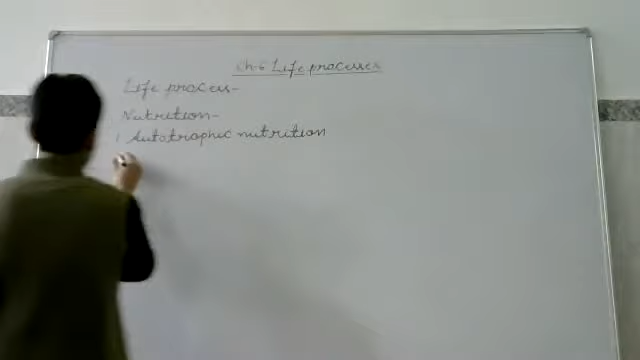 Ch-6 Life processes
Life process-
Nutrition-
1 Autotrophic nutrition